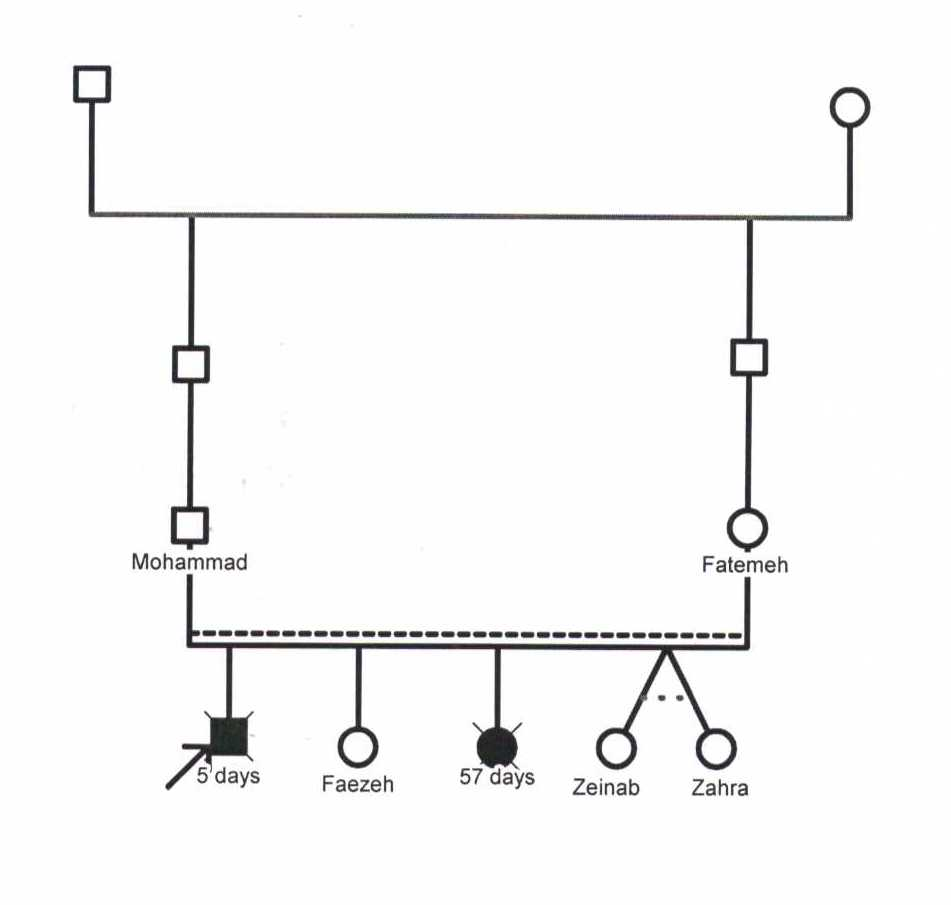 Mohammad
Fatemeh
5 days
Faezeh
57 days
Zeinab
Zahra